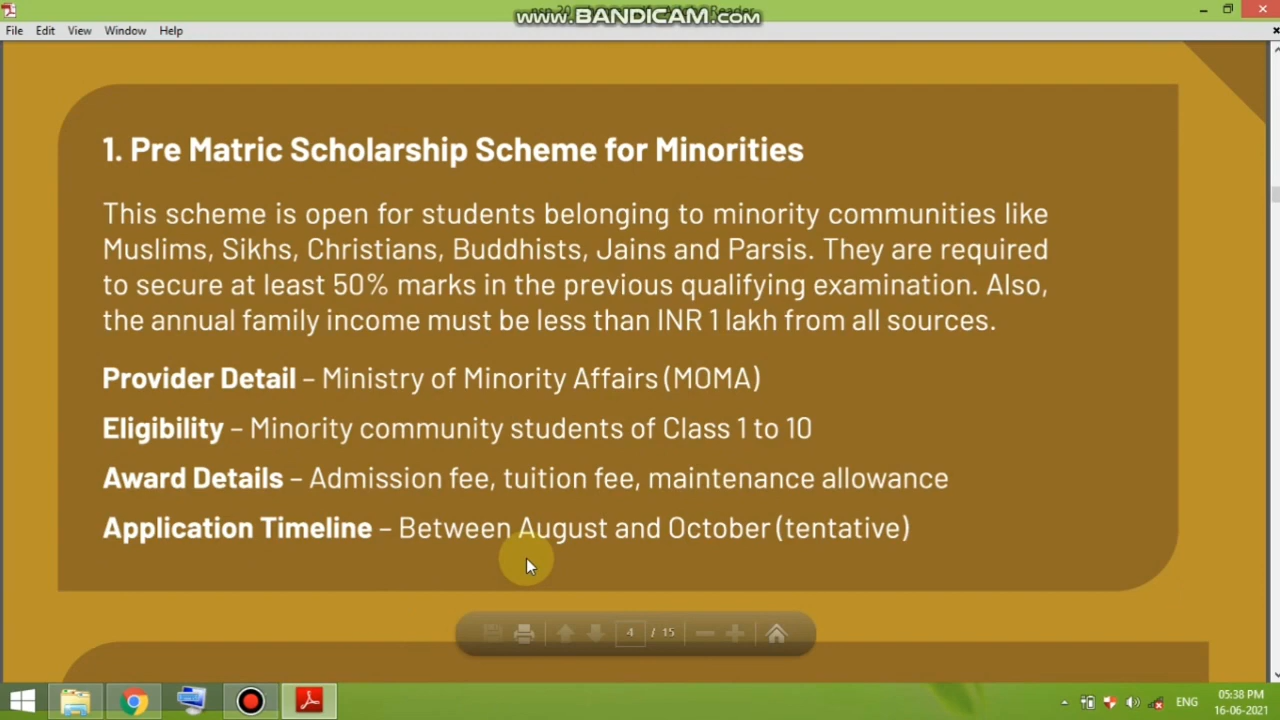 www.BANDICAM.com
File Edit View Window Help
1. Pre Matric Scholarship Scheme for Minorities
This scheme is open for students belonging to minority communities like
Muslims, Sikhs, Christians, Buddhists, Jains and Parsis. They are required
to secure at least 50% marks in the previous qualifying examination. Also,
the annual family income must be less than INR 1 lakh from all sources.
Provider Detail – Ministry of Minority Affairs (MOMA)
Eligibility – Minority community students of Class 1 to 10
Award Details – Admission fee, tuition fee, maintenance allowance
Application Timeline – Between August and October (tentative)
4 / 15
ENG
05:38 PM
16-06-2021